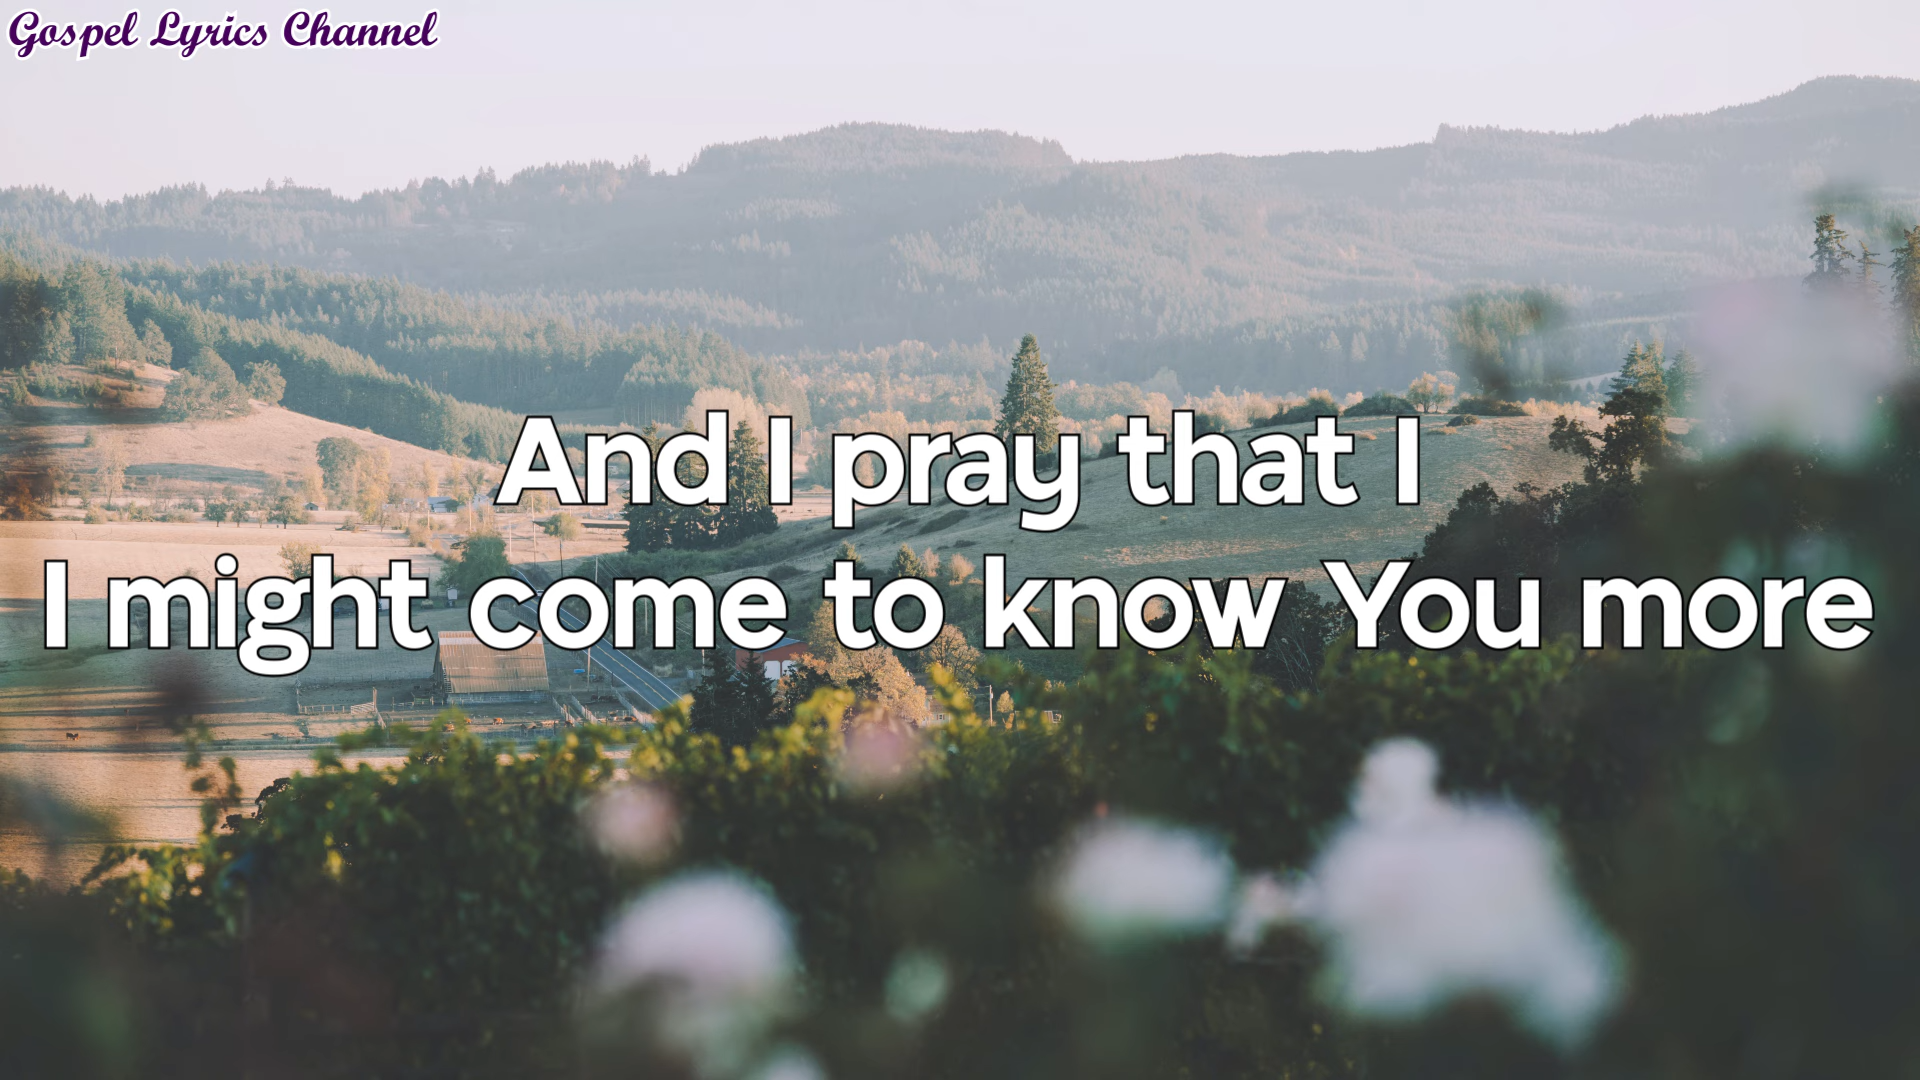 Gospel Lyrics Channel
And I pray that I
I might come to know You more